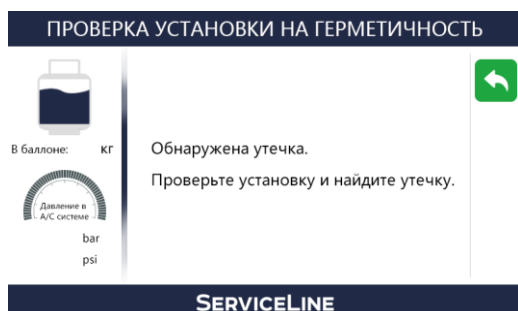 ПРОВЕРКА УСТАНОВКИ НА ГЕРМЕТИЧНОСТЬ
В баллоне: кг
Давление в
A/C системе
bar
psi
Обнаружена утечка.
Проверьте установку и найдите утечку.
SERVICELINE